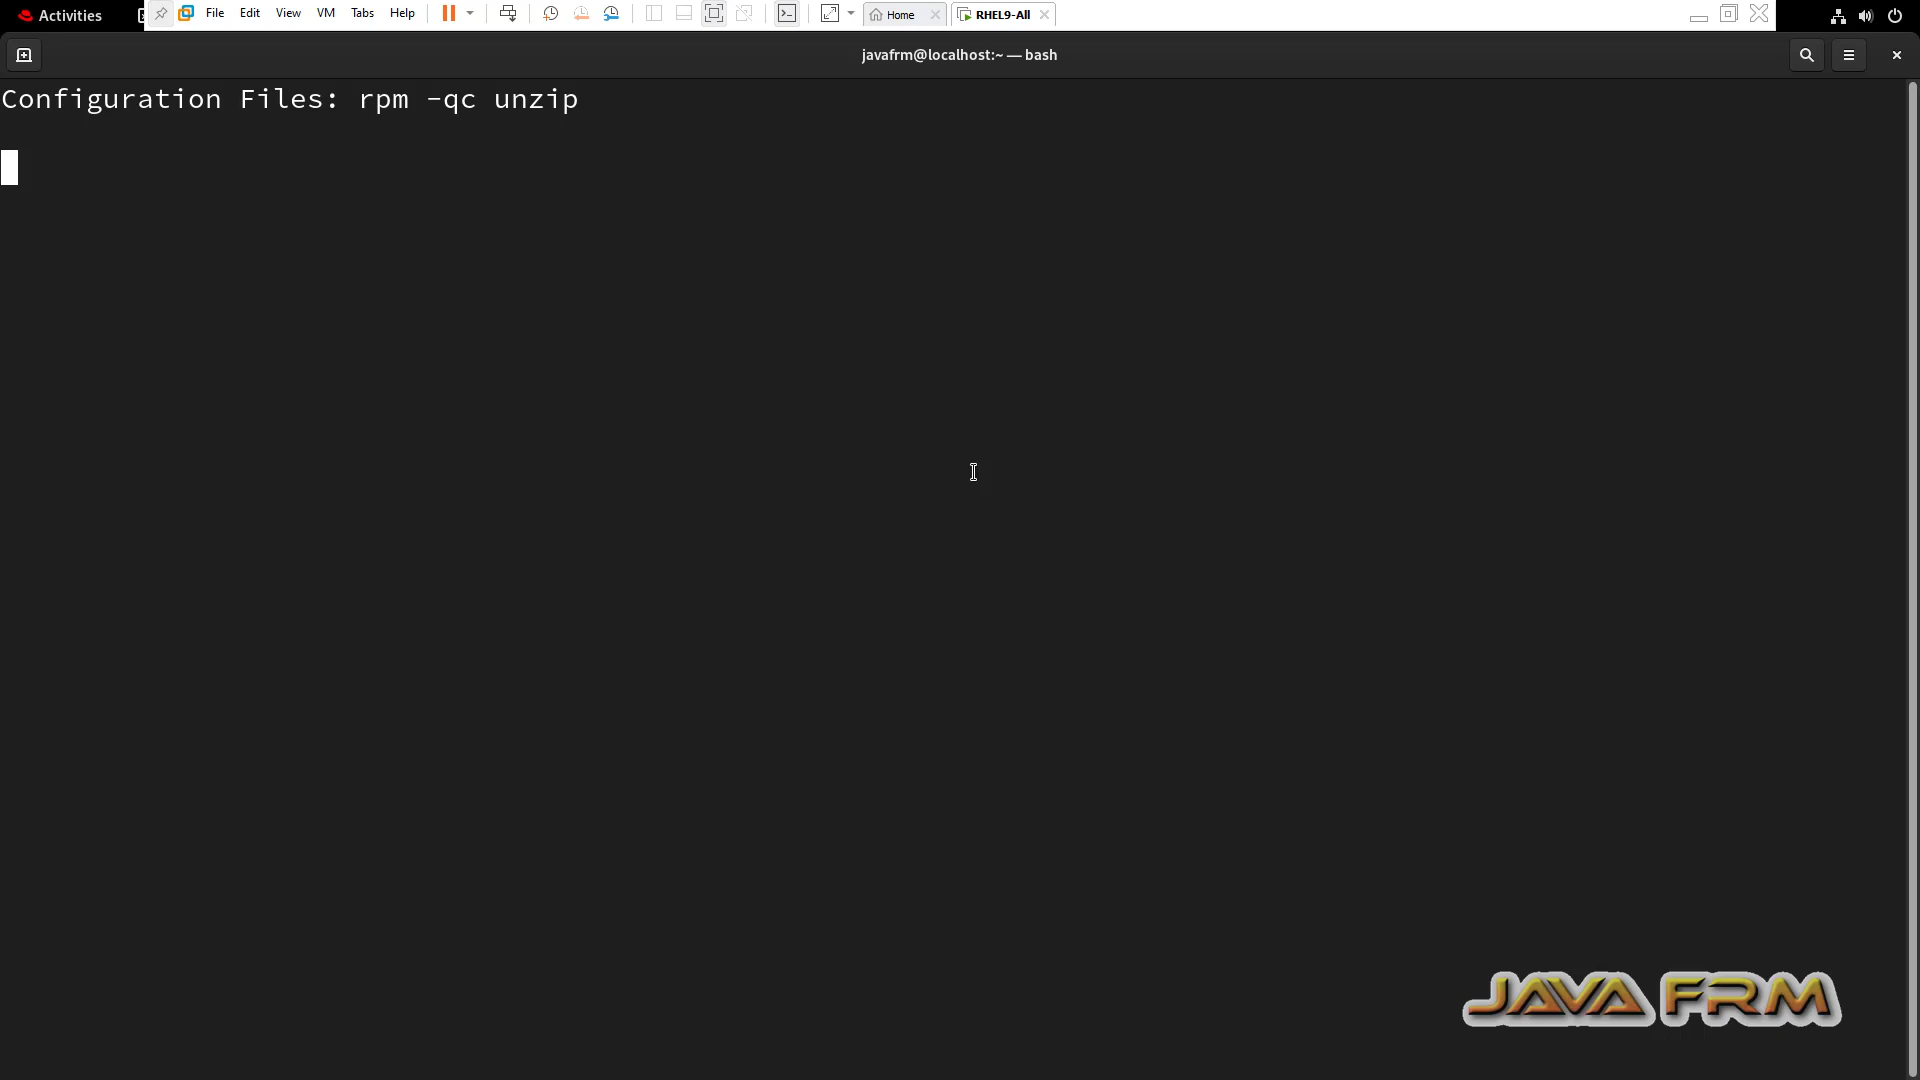 Activities
File Edit View VM Tabs Help
Home
RHEL9-All
javafrm@localhost:~ — bash
Configuration Files: rpm -qc unzip
JAVA FRM